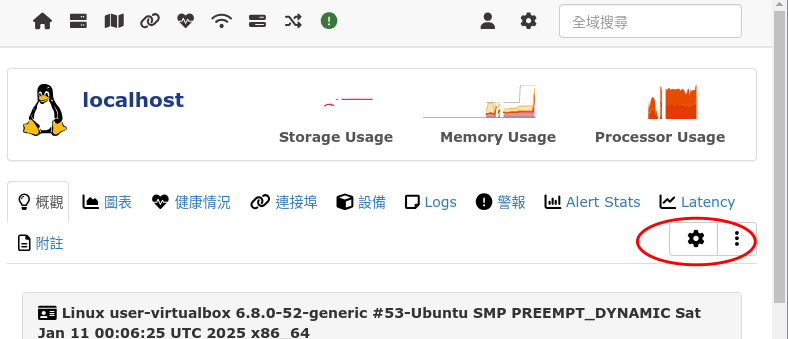 全域搜尋
localhost
Storage Usage
Memory Usage
Processor Usage
概觀 圖表 健康情況 連接埠 設備 Logs 警報 Alert Stats Latency
附註
Linux user-virtualbox 6.8.0-52-generic #53-Ubuntu SMP PREEMPT_DYNAMIC Sat
Jan 11 00:06:25 UTC 2025 x86_64